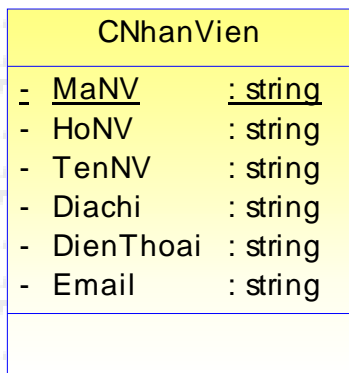 CNhanVien
- MaNV : string
- HoNV : string
- TenNV : string
- Diachi : string
- DienThoai : string
- Email : string